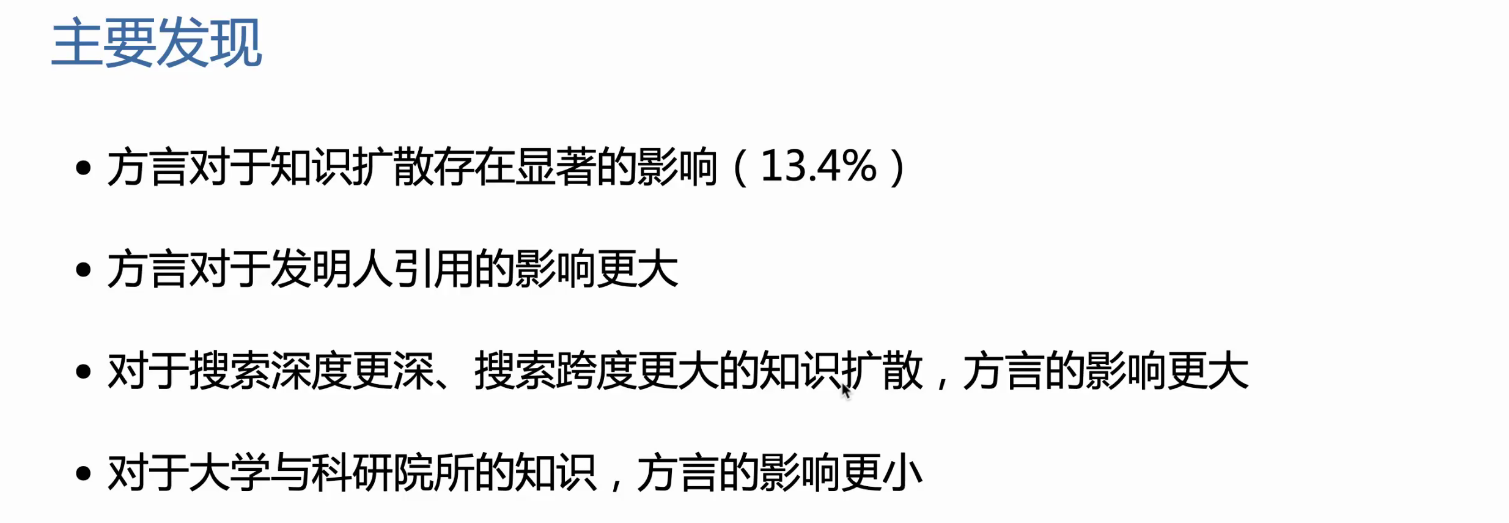 主要发现
• 方言对于知识扩散存在显著的影响（13.4%）
• 方言对于发明人引用的影响更大
• 对于搜索深度更深、搜索跨度更大的知识扩散，方言的影响更大
• 对于大学与科研院所的知识，方言的影响更小